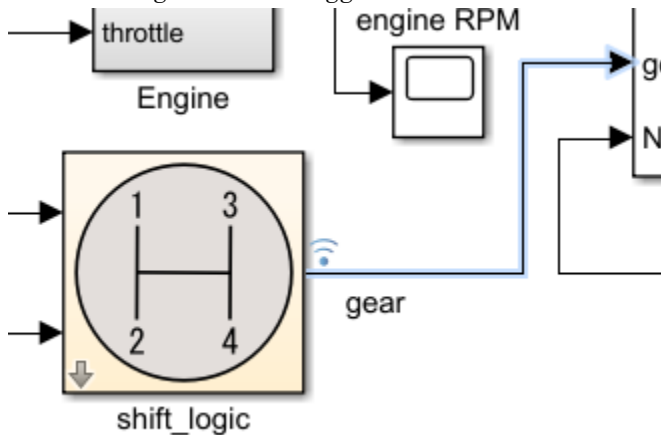 throttle
engine RPM
Engine
1 3
2 4
gear
shift_logic
N